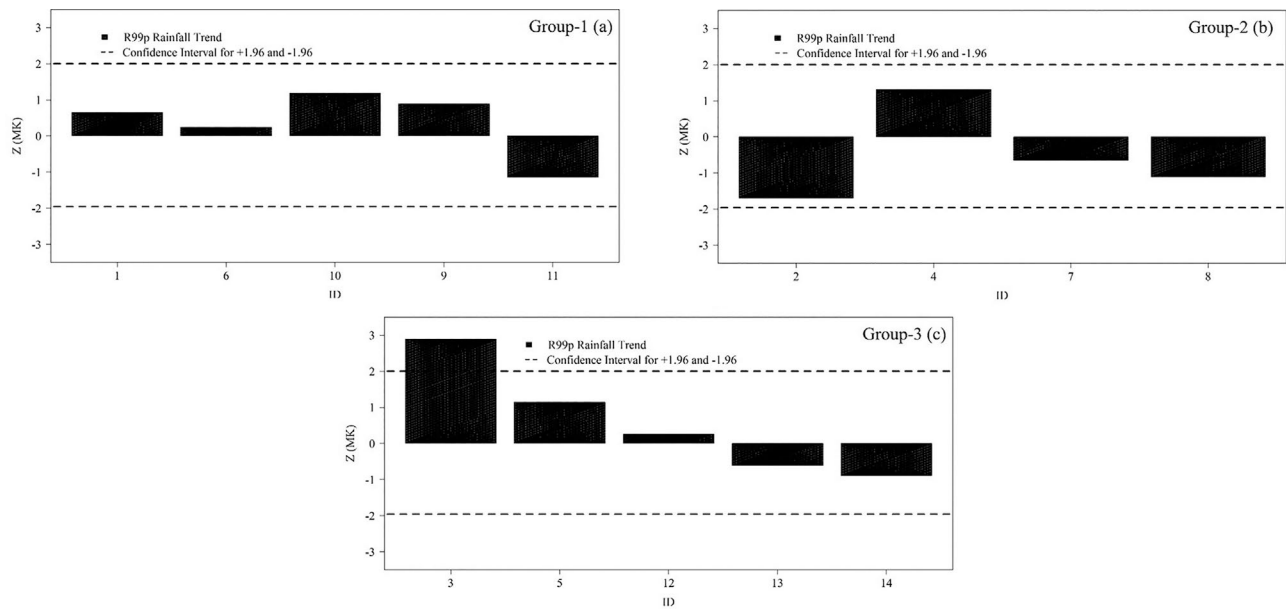 Group-1 (a)
R99p Rainfall Trend
Confidence Interval for +1.96 and -1.96
3
2
1
0
-1
-2
-3
Z (MK)
1 6 10 9 11
ID
Group-2 (b)
R99p Rainfall Trend
Confidence Interval for +1.96 and -1.96
3
2
1
0
-1
-2
-3
Z (MK)
2 4 7 8
ID
Group-3 (c)
R99p Rainfall Trend
Confidence Interval for +1.96 and -1.96
3
2
1
0
-1
-2
-3
Z (MK)
3 5 12 13 14
ID